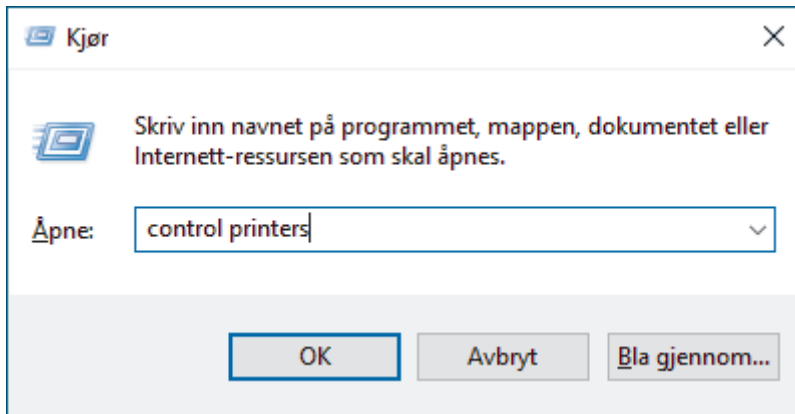 Kjør
Skriv inn navnet på programmet, mappen, dokumentet eller
Internett-ressursen som skal åpnes.
Åpne: control printers
OK Avbryt Bla gjennom...